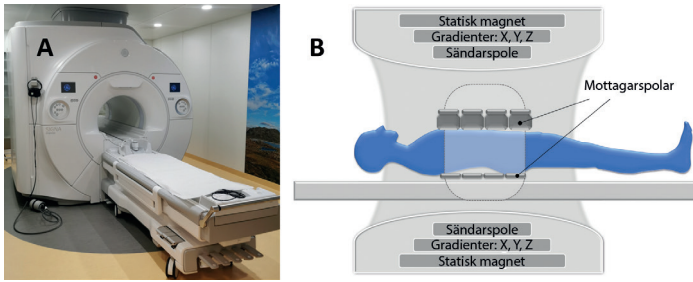 A
B
Statisk magnet
Gradienter: X, Y, Z
Sändarspole
Mottagarspolar
Sändarspole
Gradienter: X, Y, Z
Statisk magnet